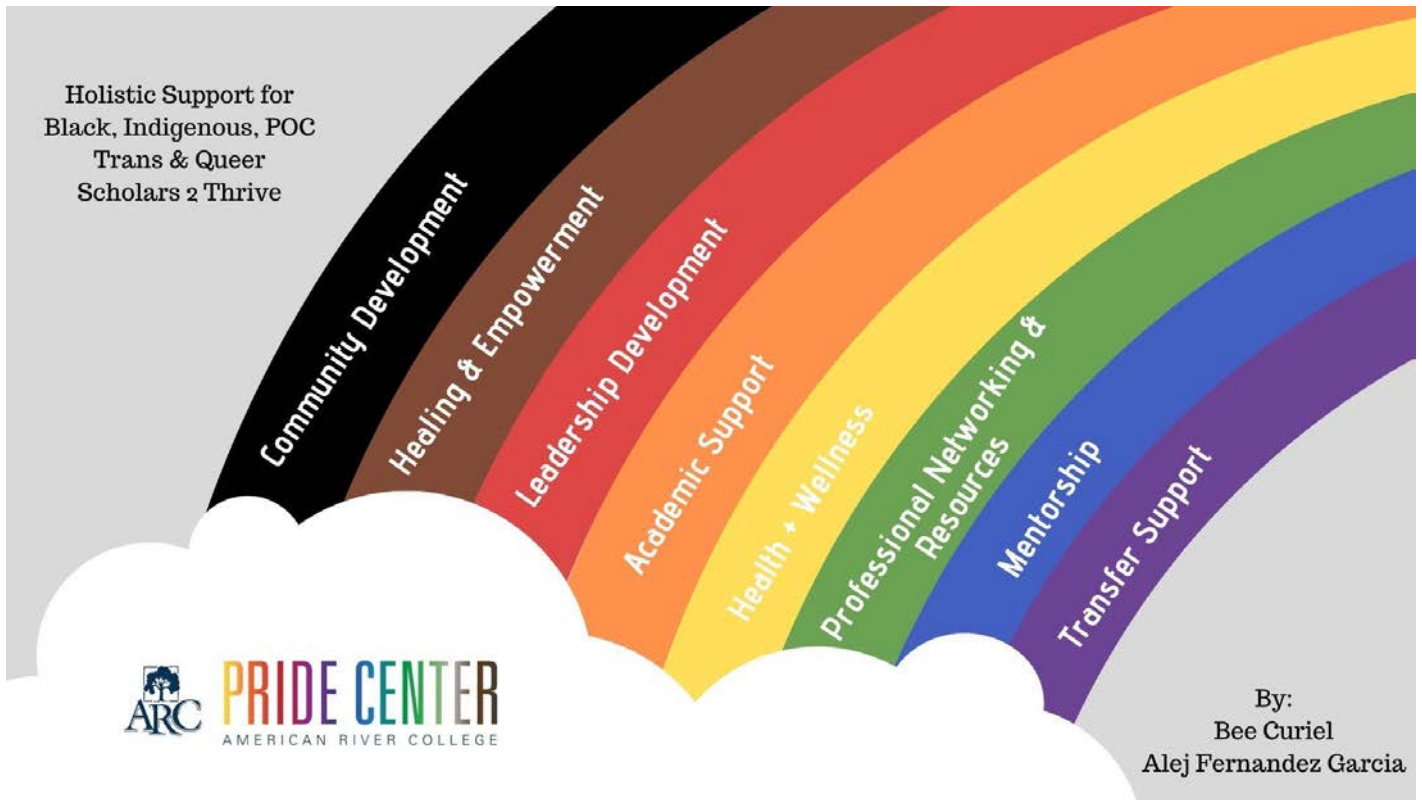 Holistic Support for
Black, Indigenous, POC
Trans & Queer
Scholars 2 Thrive
Community Development
Healing & Empowerment
Leadership Development
Academic Support
Health + Wellness
Professional Networking &
Resources
Mentorship
Transfer Support
ARC
PRIDE CENTER
AMERICAN RIVER COLLEGE
By:
Bee Curiel
Alej Fernandez Garcia